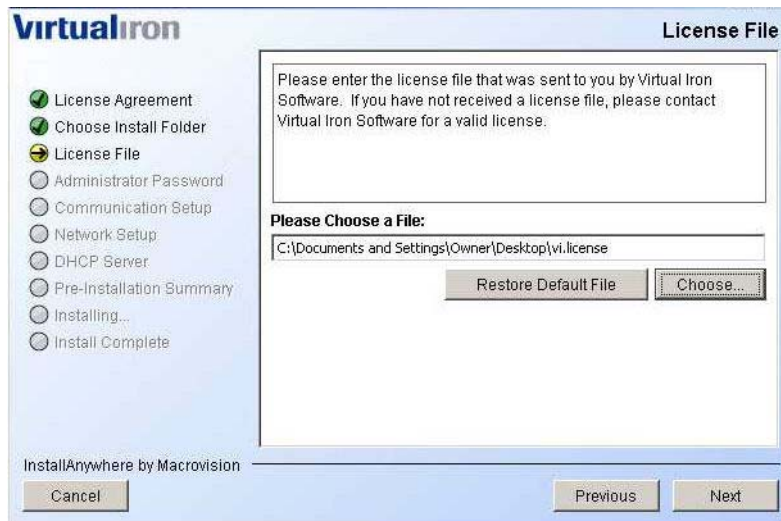 Virtualiron
License File
License Agreement
Choose Install Folder
License File
Administrator Password
Communication Setup
Network Setup
DHCP Server
Pre-Installation Summary
Installing...
Install Complete
Please enter the license file that was sent to you by Virtual Iron
Software. If you have not received a license file, please contact
Virtual Iron Software for a valid license.
Please Choose a File:
C:\Documents and Settings\Owner\Desktop\vi.license
Restore Default File
Choose...
InstallAnywhere by Macrovision
Cancel
Previous
Next